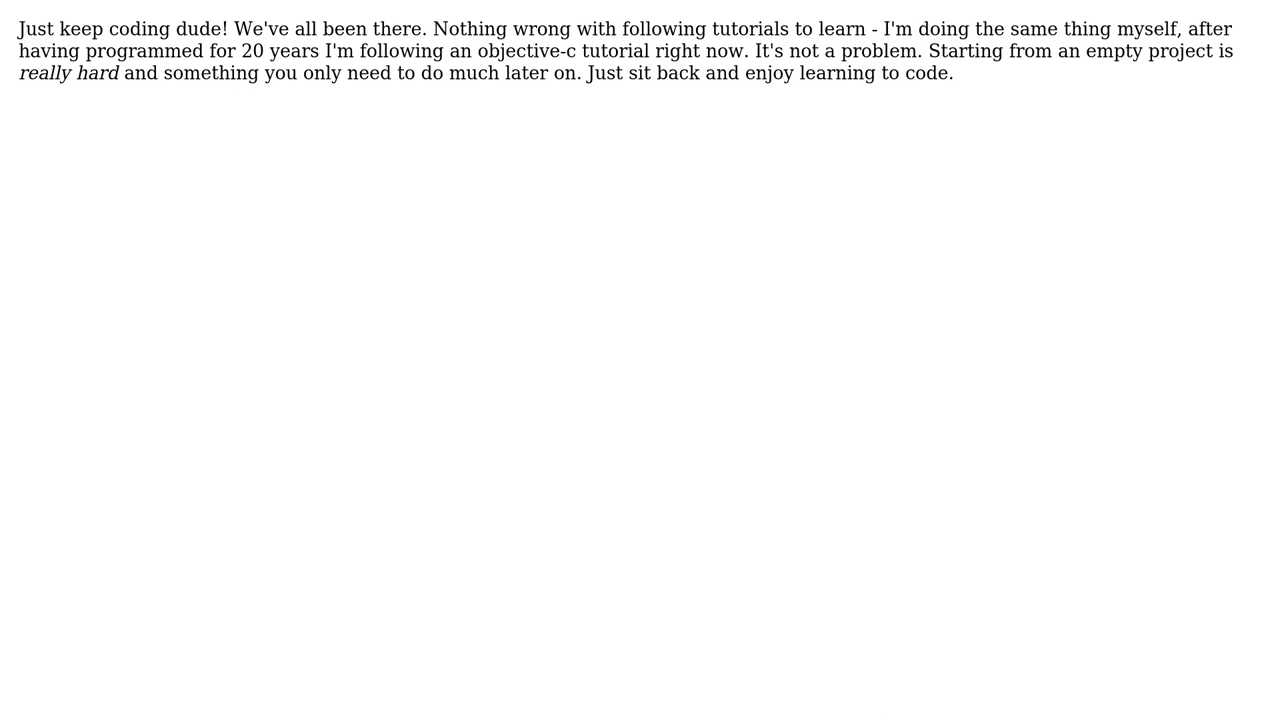 Just keep coding dude! We've all been there. Nothing wrong with following tutorials to learn - I'm doing the same thing myself, after
having programmed for 20 years I'm following an objective-c tutorial right now. It's not a problem. Starting from an empty project is
really hard and something you only need to do much later on. Just sit back and enjoy learning to code.